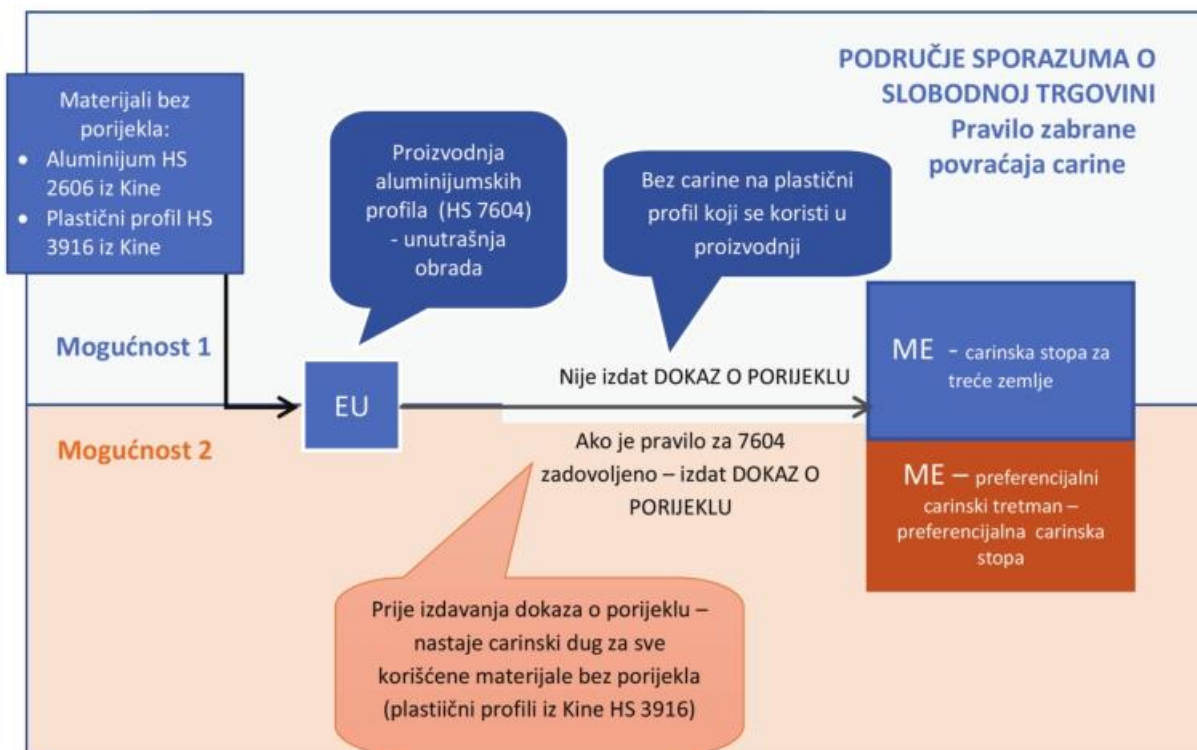 PODRUČJE SPORAZUMA O
SLOBODNOJ TRGOVINI
Pravilo zabrane
povraćaja carine
Materijali bez
porijekla:
• Aluminijum HS
2606 iz Kine
• Plastični profil HS
3916 iz Kine
Proizvodnja
aluminijumskih
profila (HS 7604)
- unutrašnja
obrada
Bez carine na plastični
profil koji se koristi u
proizvodnji
Mogućnost 1
EU
Nije izdat DOKAZ O PORIJEKLU
ME - carinska stopa za
treće zemlje
Mogućnost 2
Ako je pravilo za 7604
zadovoljeno – izdat DOKAZ O
PORIJEKLU
ME – preferencijalni
carinski tretman –
preferencijalna carinska
stopa
Prije izdavanja dokaza o porijeklu –
nastaje carinski dug za sve
korišćene materijale bez porijekla
(plastiični profili iz Kine HS 3916)